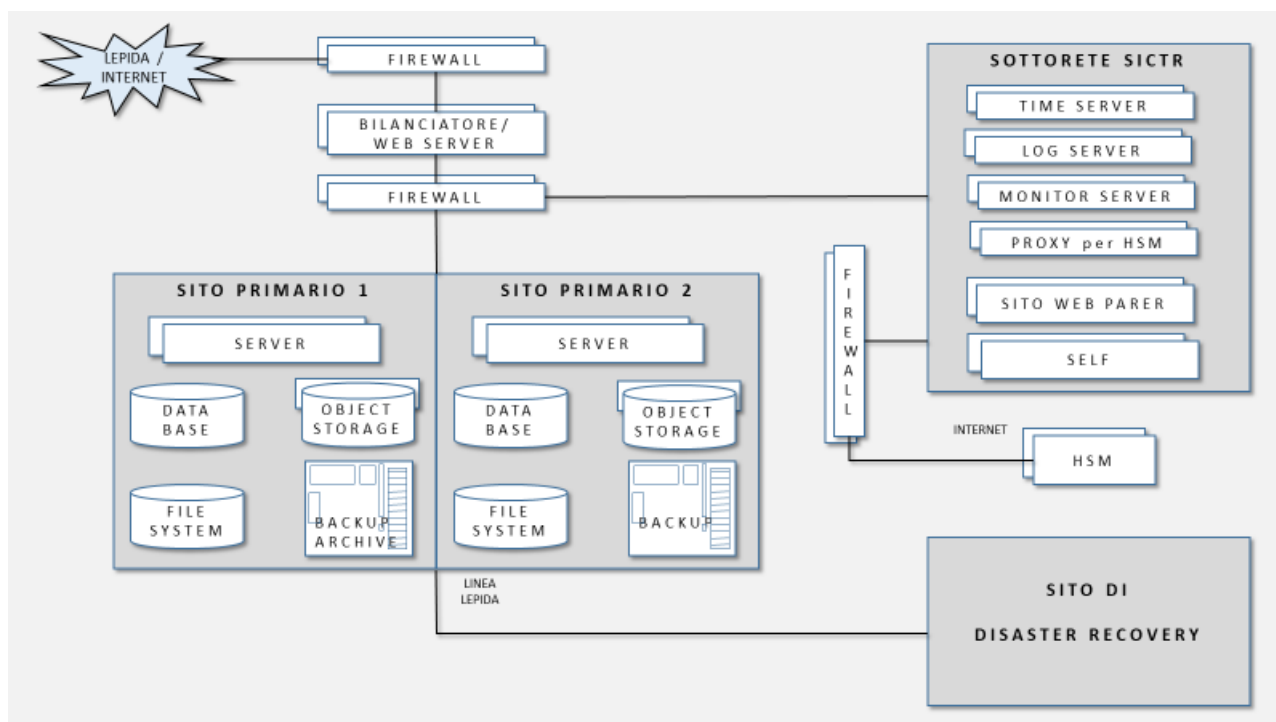 LEPIDA /
INTERNET
FIREWALL
BILANCIATORE/
WEB SERVER
FIREWALL
SOTTORETE SICTR
TIME SERVER
LOG SERVER
MONITOR SERVER
PROXY per HSM
SITO WEB PARER
SELF
FIREWALL
INTERNET
HSM
SITO PRIMARIO 1
SERVER
DATA
BASE
OBJECT
STORAGE
FILE
SYSTEM
BACKUP
ARCHIVE
SITO PRIMARIO 2
SERVER
DATA
BASE
OBJECT
STORAGE
FILE
SYSTEM
BACKUP
LINEA
LEPIDA
SITO DI
DISASTER RECOVERY